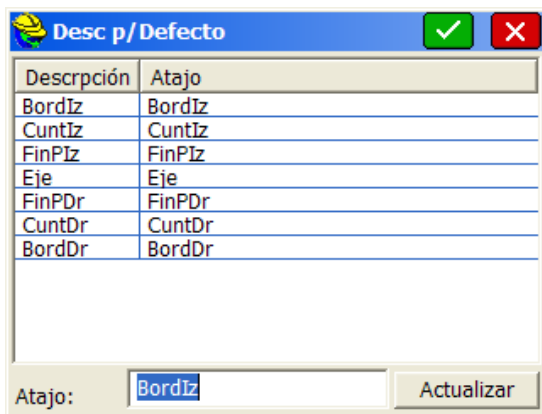 Desc p/Defecto
Descrpción Atajo
BordIz BordIz
CuntIz CuntIz
FinPIz FinPIz
Eje Eje
FinPDr FinPDr
CuntDr CuntDr
BordDr BordDr
Atajo: BordIz Actualizar